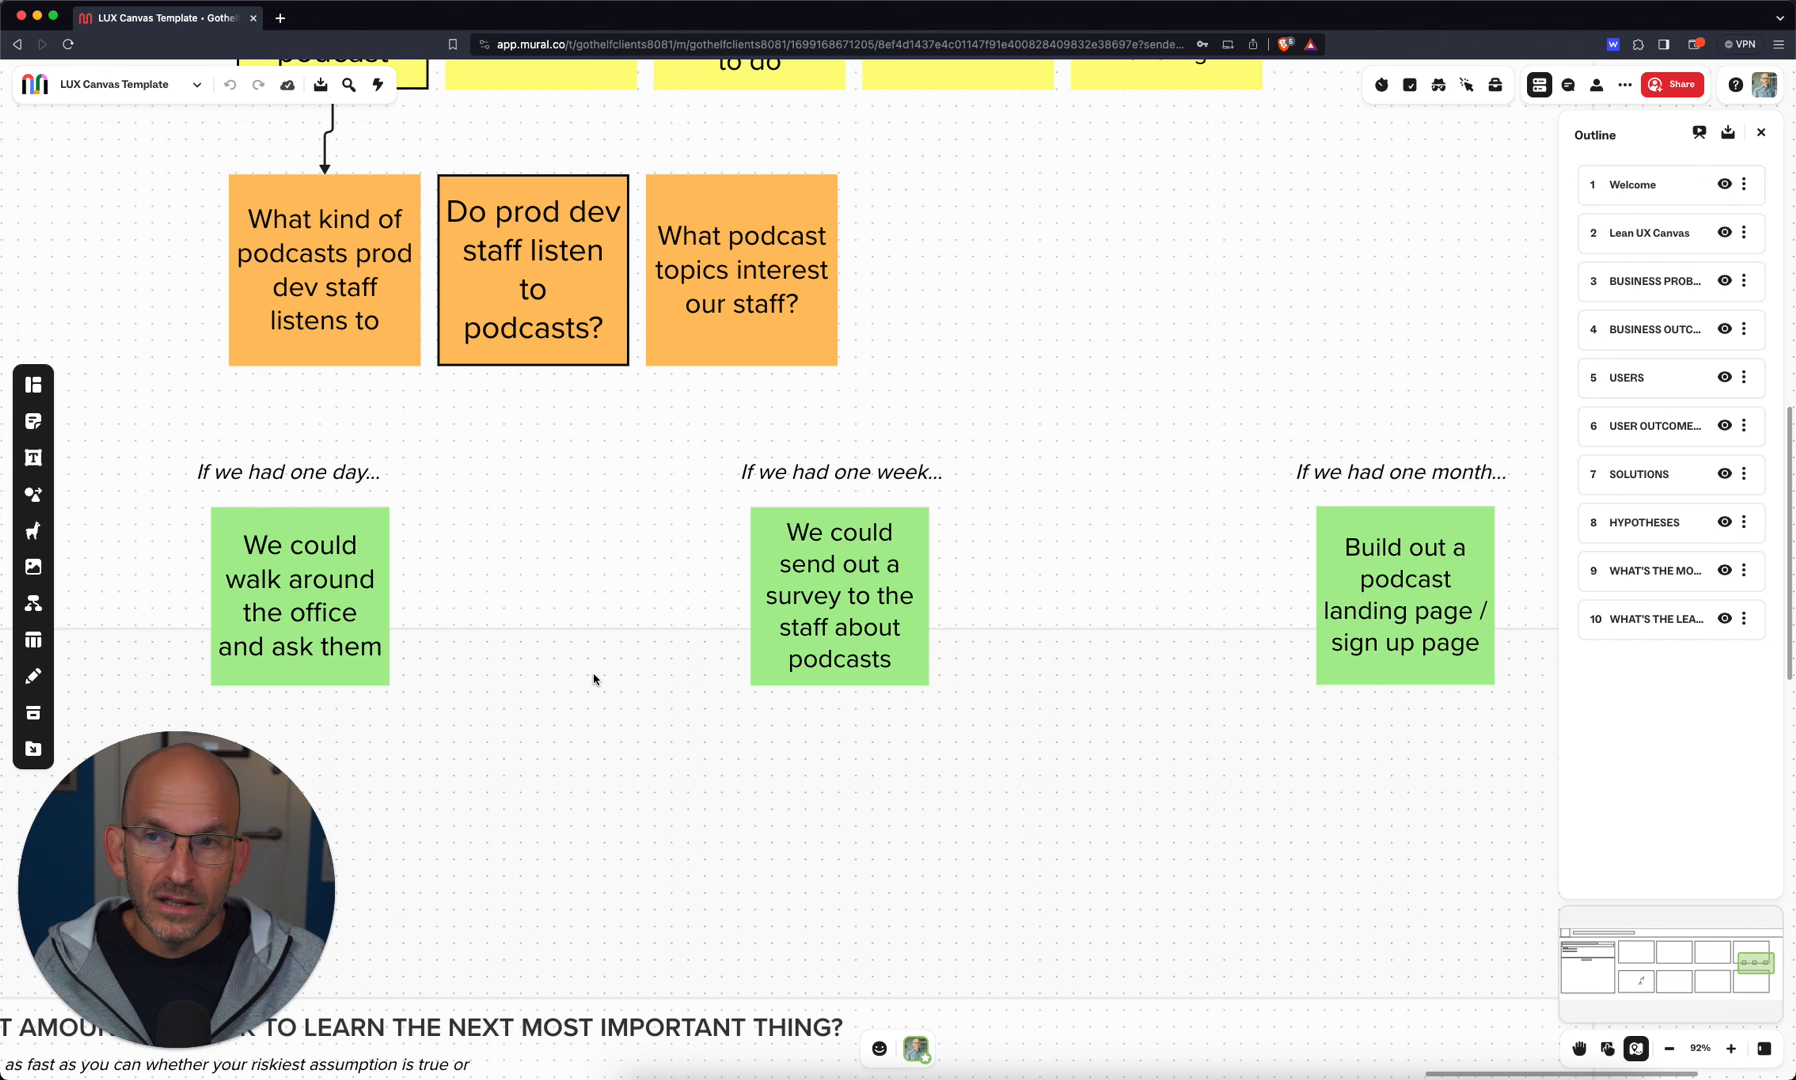 LUX Canvas Template • Gothel
app.mural.co/t/gothelfclients8081/m/gothelfclients8081/1699168671205/8ef4d1437e4c01147f91e400828409832e38697e?sende...
VPN
podcast
to do
LUX Canvas Template
Share
Outline
1 Welcome
2 Lean UX Canvas
3 BUSINESS PROB...
4 BUSINESS OUTC...
5 USERS
6 USER OUTCOME...
7 SOLUTIONS
8 HYPOTHESES
9 WHAT'S THE MO...
10 WHAT'S THE LEA...
What kind of
podcasts prod
dev staff
listens to
Do prod dev
staff listen
to
podcasts?
What podcast
topics interest
our staff?
If we had one day...
If we had one week...
If we had one month...
We could
walk around
the office
and ask them
We could
send out a
survey to the
staff about
podcasts
Build out a
podcast
landing page /
sign up page
T AMOU
K TO LEARN THE NEXT MOST IMPORTANT THING?
as fast as you can whether your riskiest assumption is true or
92%